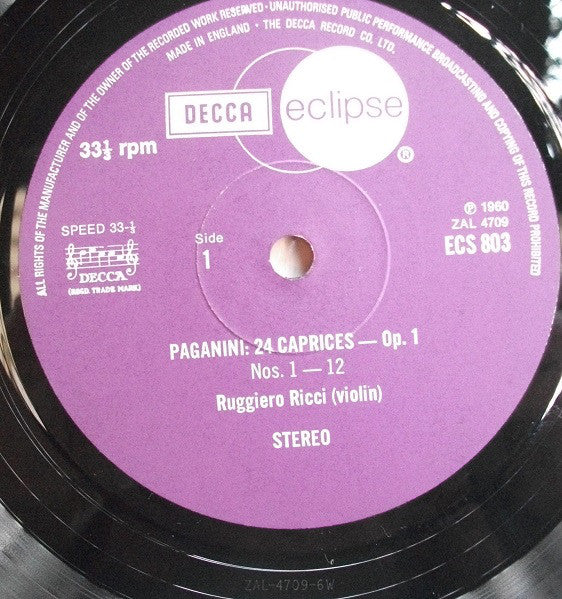 ALL RIGHTS OF THE MANUFACTURER AND OF THE OWNER OF THE RECORDED WORK RESERVED · UNAUTHORISED PUBLIC PERFORMANCE BROADCASTING AND COPYING OF THIS RECORD PROHIBITED
MADE IN ENGLAND · THE DECCA RECORD CO. LTD.
DECCA eclipse
®
33⅓ rpm
SPEED 33-⅓
DECCA
(REGD. TRADE MARK)
Side
1
℗ 1960
ZAL 4709
ECS 803
PAGANINI: 24 CAPRICES — Op. 1
Nos. 1 — 12
Ruggiero Ricci (violin)
STEREO
ZAL-4709-6W